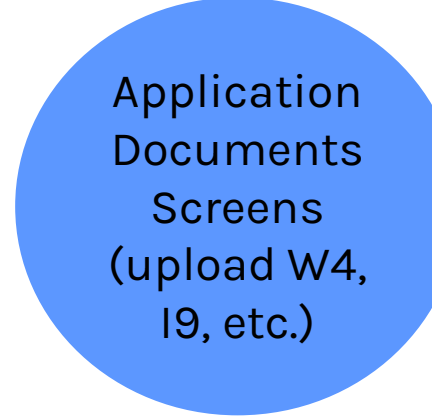 Application
Documents
Screens
(upload W4,
I9, etc.)